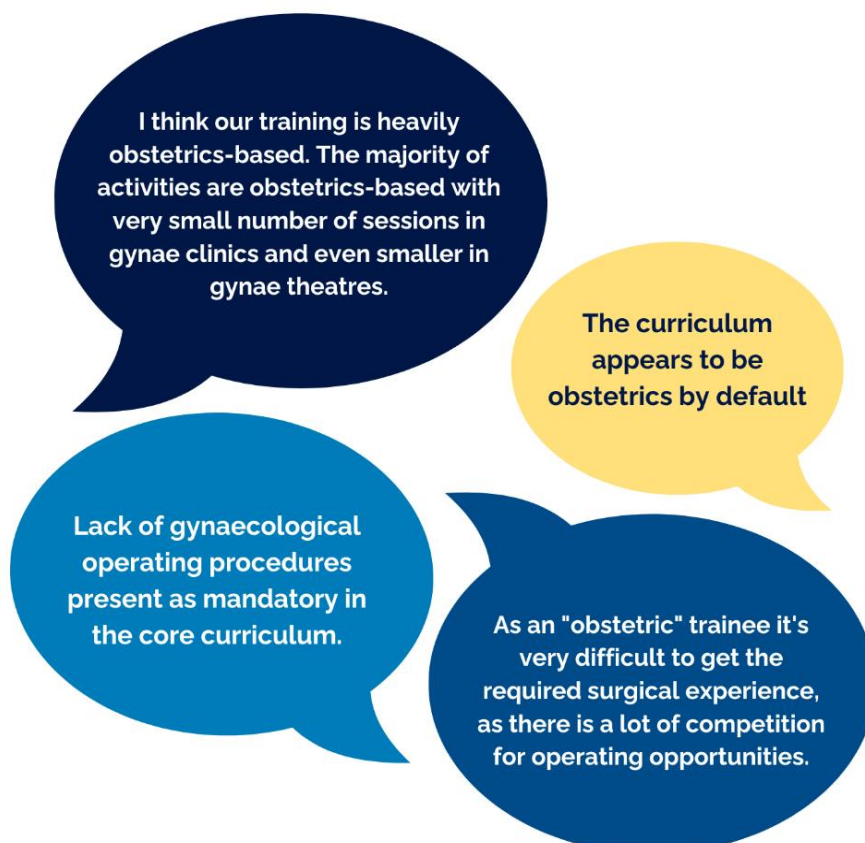 I think our training is heavily
obstetrics-based. The majority of
activities are obstetrics-based with
very small number of sessions in
gynae clinics and even smaller in
gynae theatres.
The curriculum
appears to be
obstetrics by default
Lack of gynaecological
operating procedures
present as mandatory in
the core curriculum.
As an "obstetric" trainee it's
very difficult to get the
required surgical experience,
as there is a lot of competition
for operating opportunities.